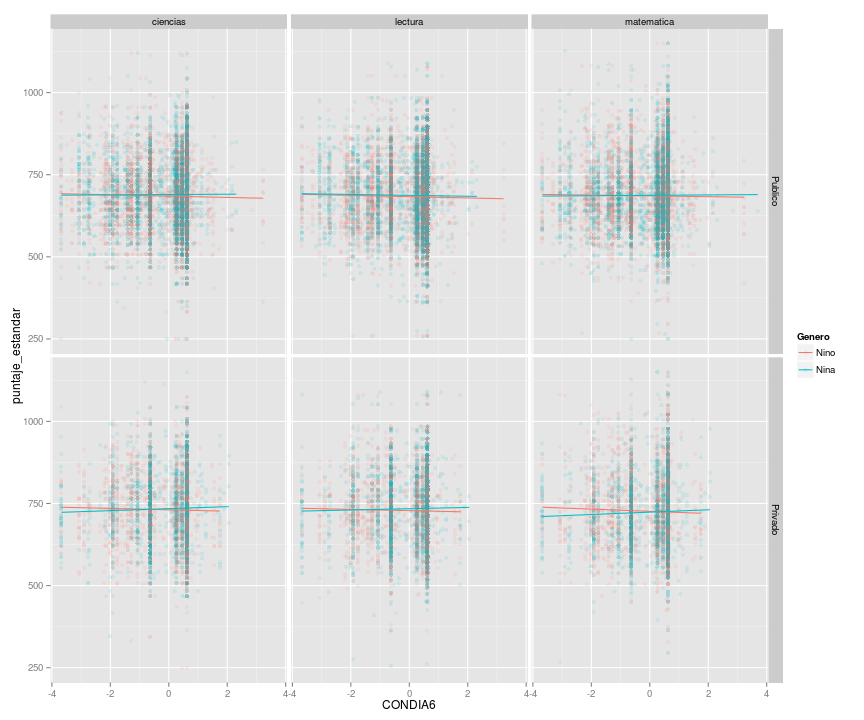 ciencias lectura matematica
1000
750
500
250
Publico
1000
750
500
250
Privado
puntaje_estandar
-4 -2 0 2 4 -4 -2 0 2 4 -4 -2 0 2 4
CONDIA6
Genero
Nino
Nina